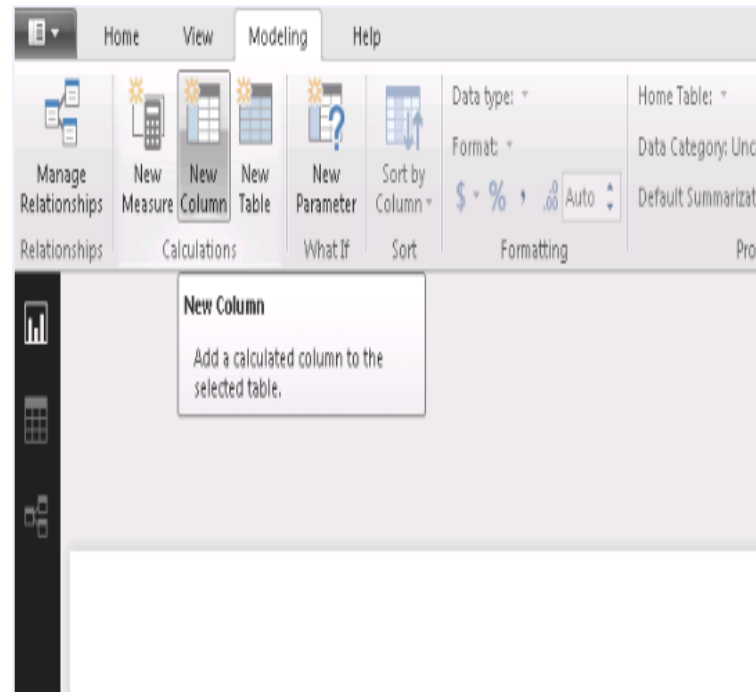 Home View Modeling Help
Manage Relationships
New Measure
New Column
New Table
New Parameter
Sort by Column
Data type:
Format:
$ % , .00 Auto
Home Table:
Data Category: Unc
Default Summarizat
Relationships Calculations What If Sort Formatting Pro
New Column
Add a calculated column to the
selected table.